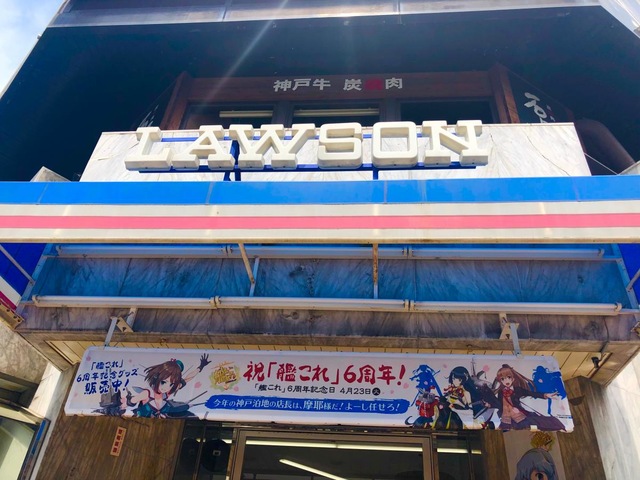 神戸牛 炭焼肉
LAWSON
「艦これ」
6周年記念グッズ
販売中!
祝「艦これ」6周年!
「艦これ」6周年記念日 4月23日㊋
今年の神戸泊地の店長は、摩耶様だ!よーし任せろ!